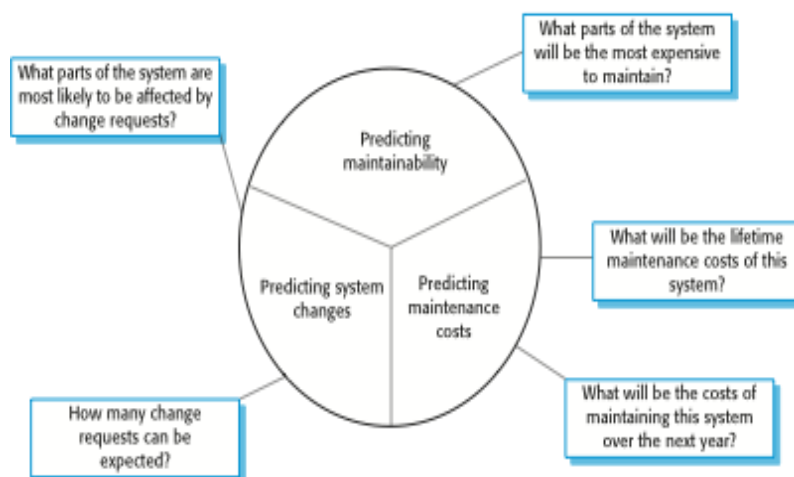 What parts of the system
will be the most expensive
to maintain?
What parts of the system are
most likely to be affected by
change requests?
Predicting
maintainability
What will be the lifetime
maintenance costs of this
system?
Predicting system
changes
Predicting
maintenance
costs
What will be the costs of
maintaining this system
over the next year?
How many change
requests can be
expected?